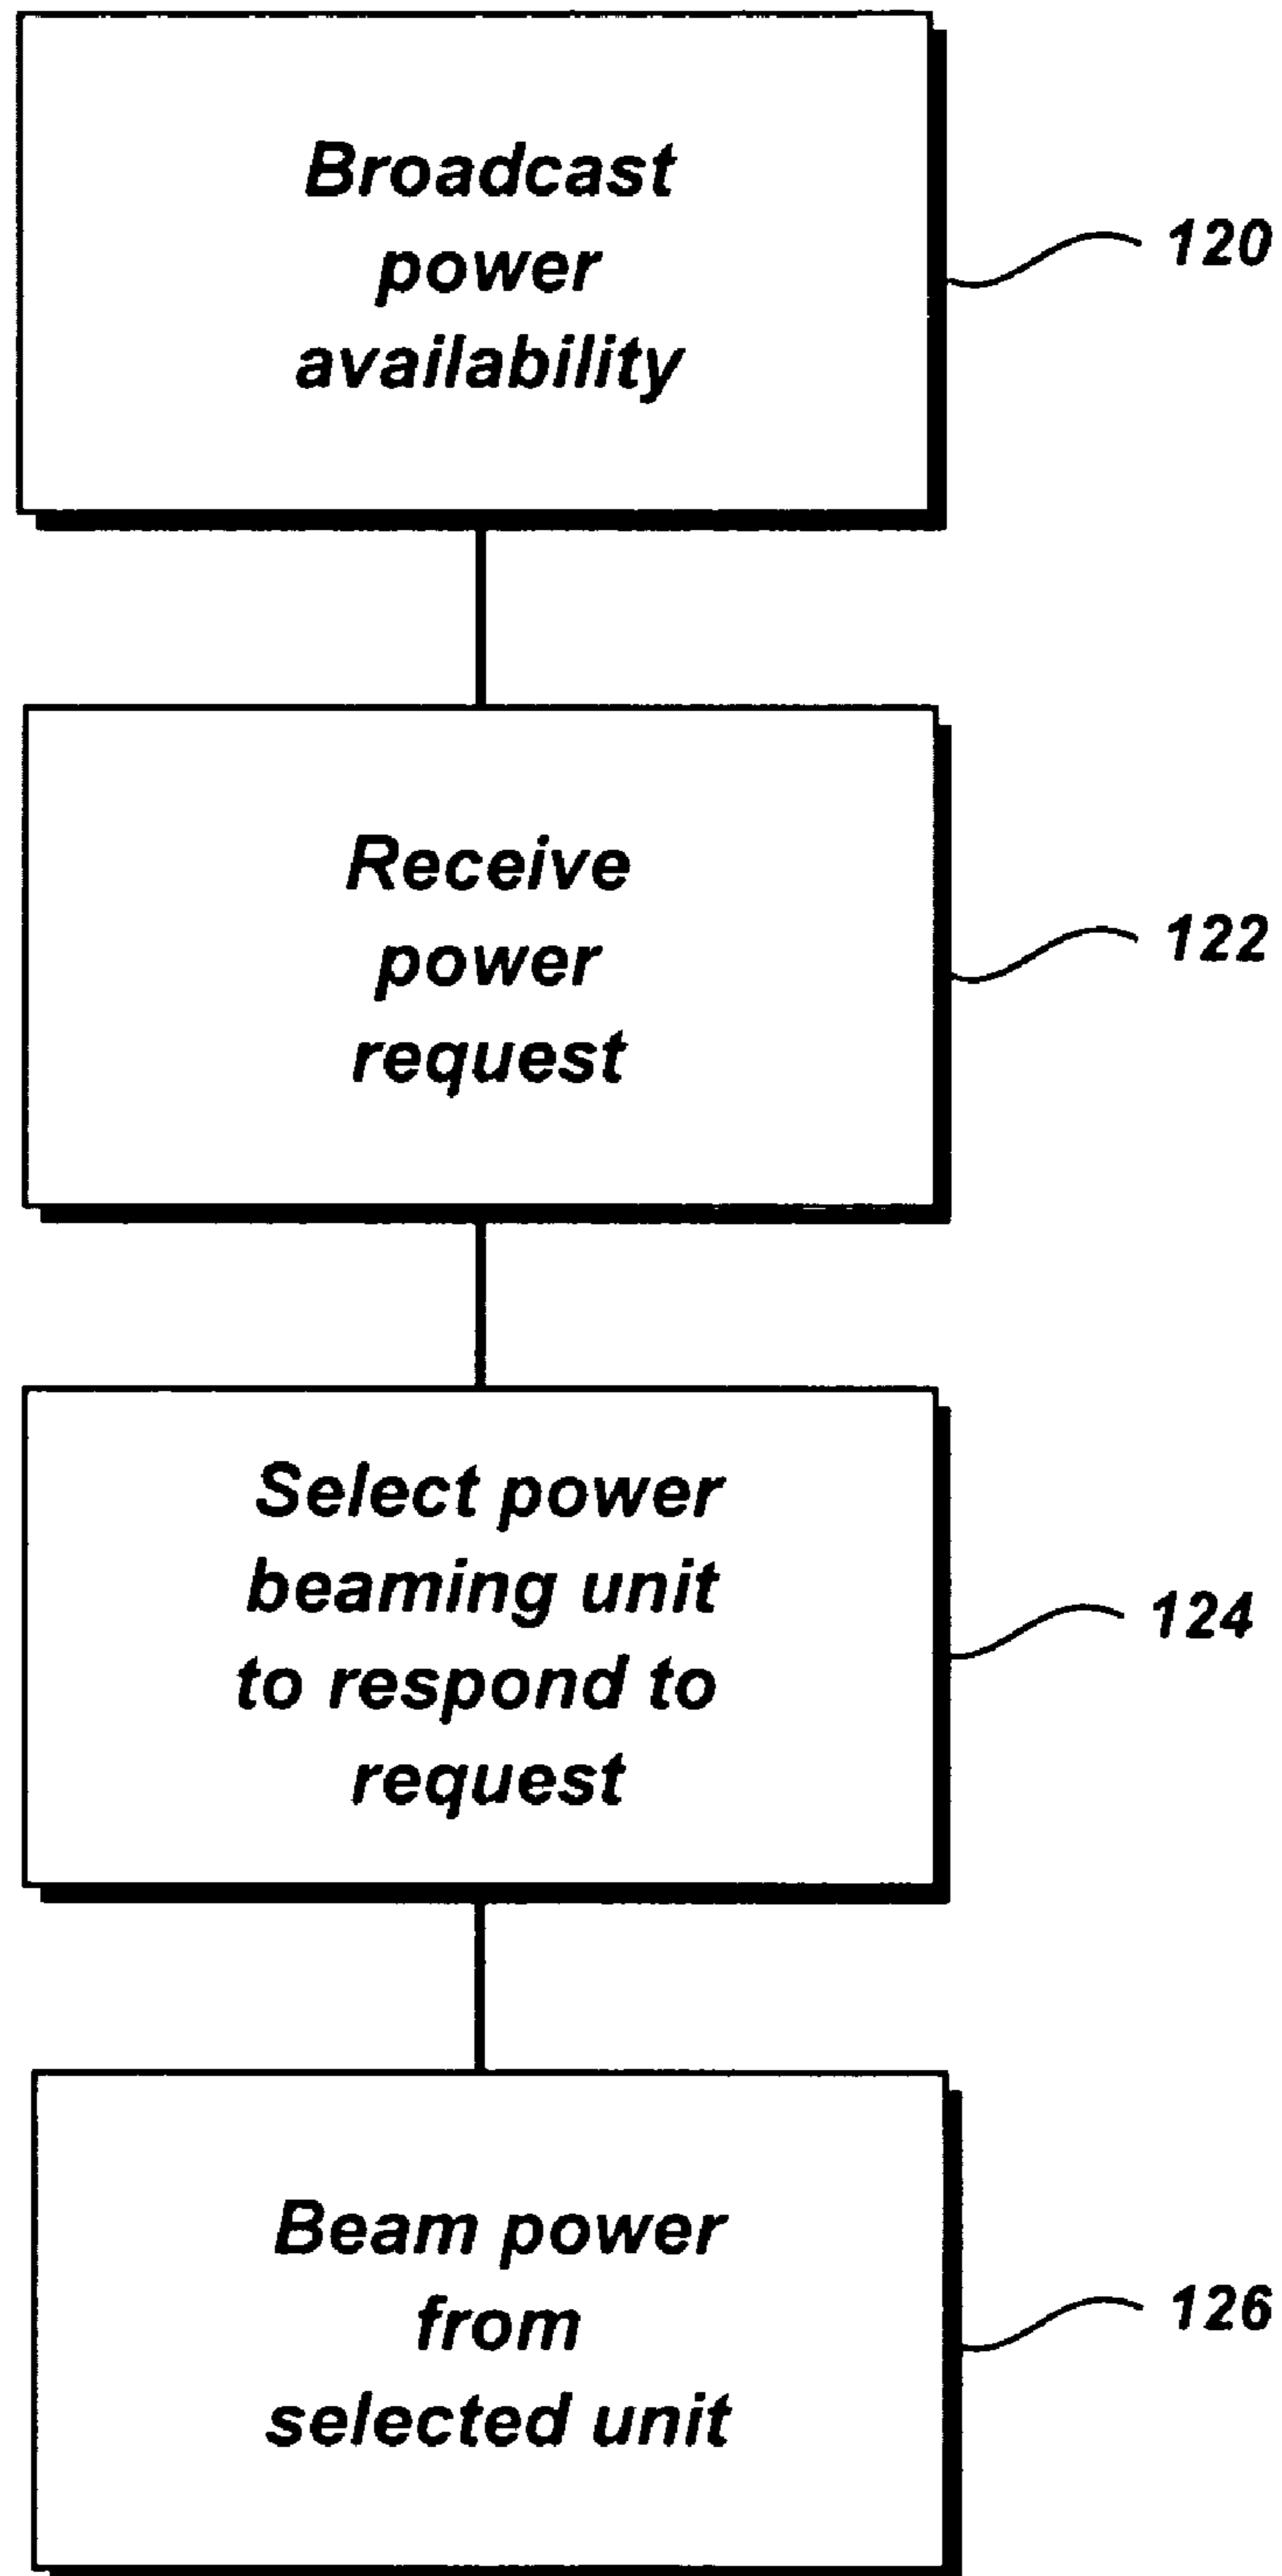 Broadcast
power
availability
120
Receive
power
request
122
Select power
beaming unit
to respond to
request
124
Beam power
from
selected unit
126